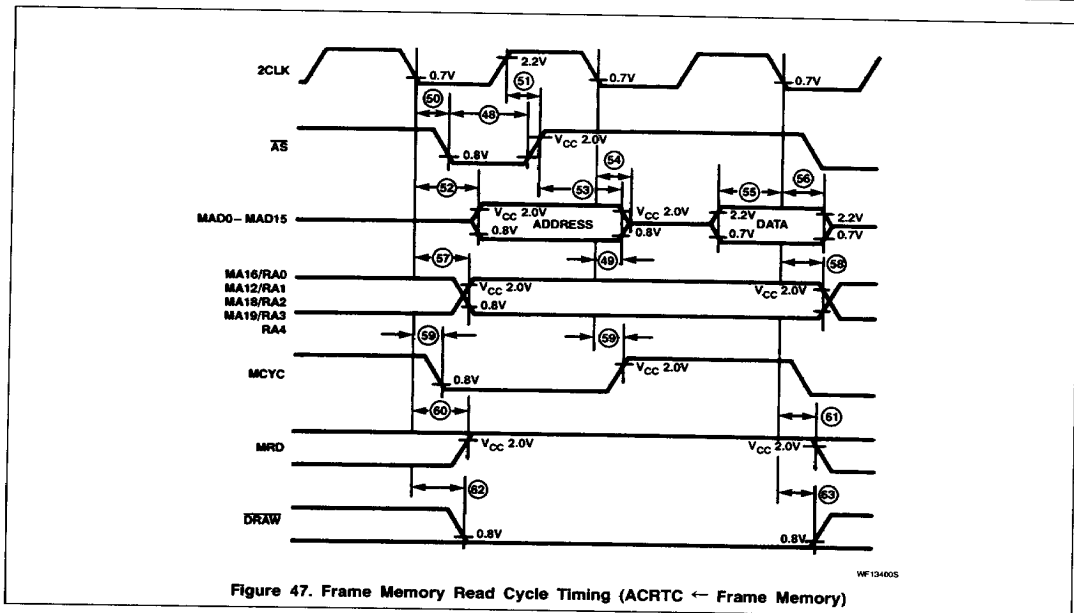 2CLK
0.7V
2.2V
0.7V
0.7V
50
48
51
AS
0.8V
VCC 2.0V
54
52
53
55
56
MAD0– MAD15
VCC 2.0V
0.8V
ADDRESS
VCC 2.0V
0.8V
2.2V
0.7V
DATA
2.2V
0.7V
57
49
58
MA16/RA0
MA12/RA1
MA18/RA2
MA19/RA3
RA4
VCC 2.0V
0.8V
VCC 2.0V
59
59
MCYC
0.8V
VCC 2.0V
60
61
MRD
VCC 2.0V
VCC 2.0V
62
63
DRAW
0.8V
0.8V
WF13400S
Figure 47. Frame Memory Read Cycle Timing (ACRTC ← Frame Memory)